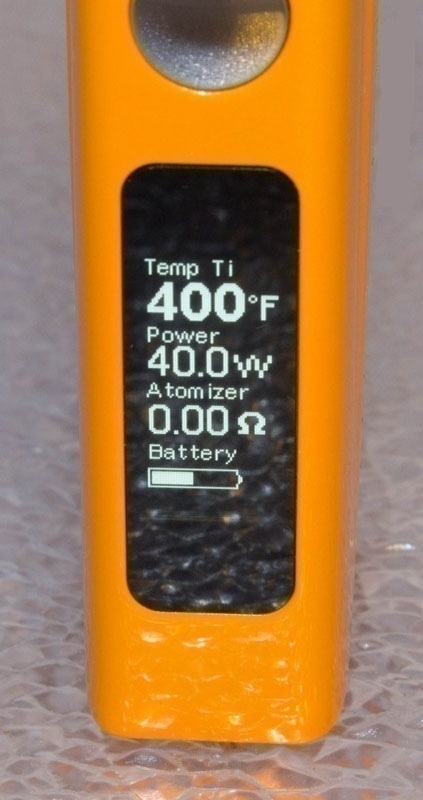 Temp Ti
400°F
Power
40.0W
Atomizer
0.00Ω
Battery